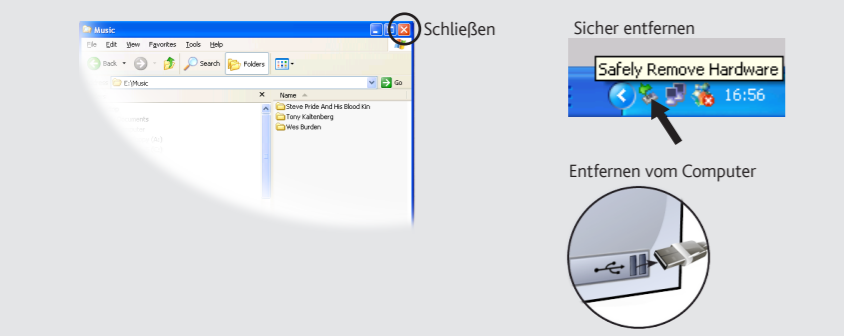 Music
Schließen
File Edit View Favorites Tools Help
Back Search Folders
E:\Music Go
X Name
Steve Pride And His Blood Kin
Tony Kaltenberg
Wes Burden
Sicher entfernen
Safely Remove Hardware
16:56
Entfernen vom Computer